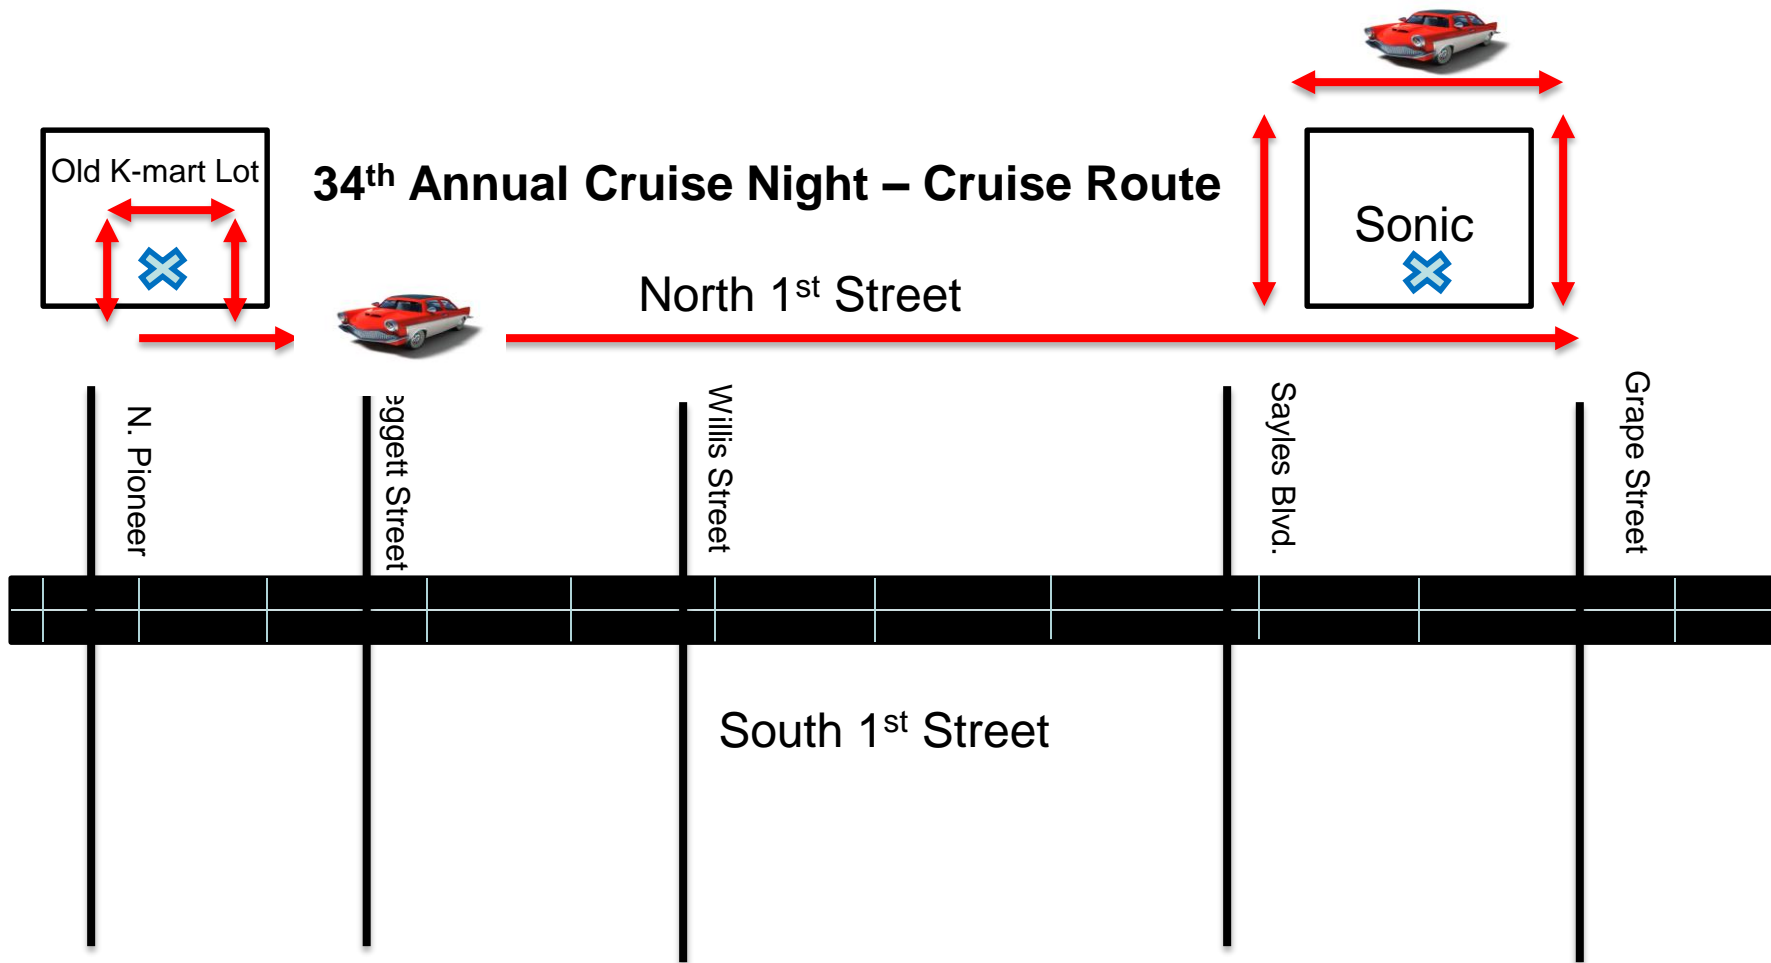 Old K-mart Lot
34th Annual Cruise Night – Cruise Route
Sonic
North 1st Street
N. Pioneer
Street
Willis Street
Sayles Blvd.
Grape Street
South 1st Street